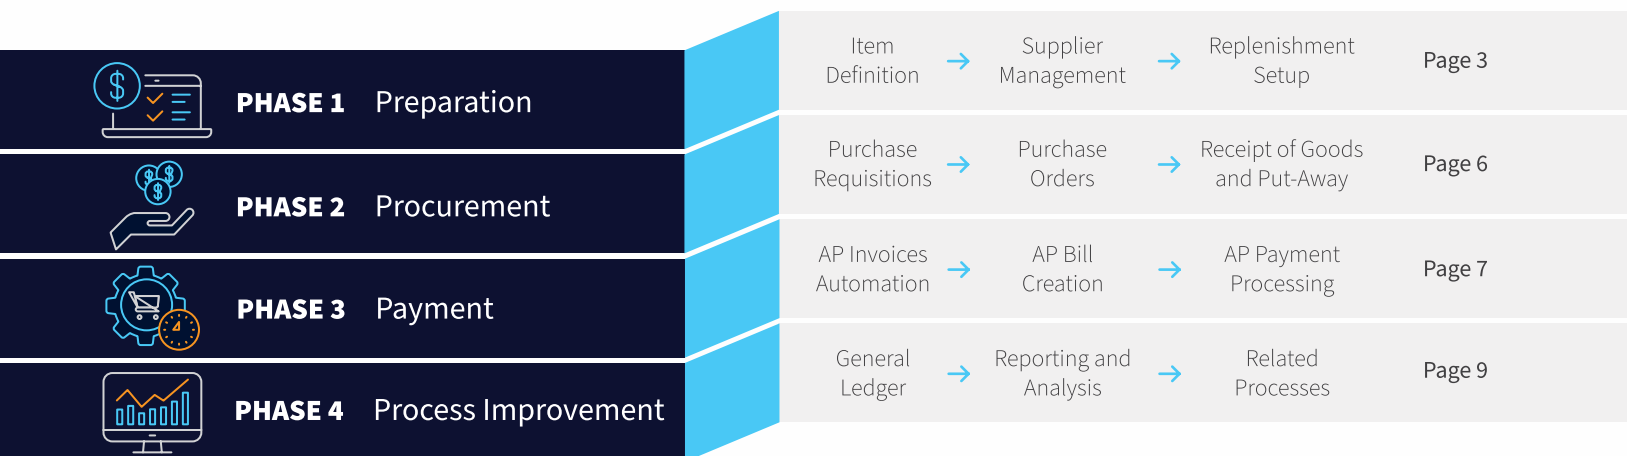 PHASE 1 Preparation
Item Definition
Supplier Management
Replenishment Setup
Page 3
PHASE 2 Procurement
Purchase Requisitions
Purchase Orders
Receipt of Goods and Put-Away
Page 6
PHASE 3 Payment
AP Invoices Automation
AP Bill Creation
AP Payment Processing
Page 7
PHASE 4 Process Improvement
General Ledger
Reporting and Analysis
Related Processes
Page 9